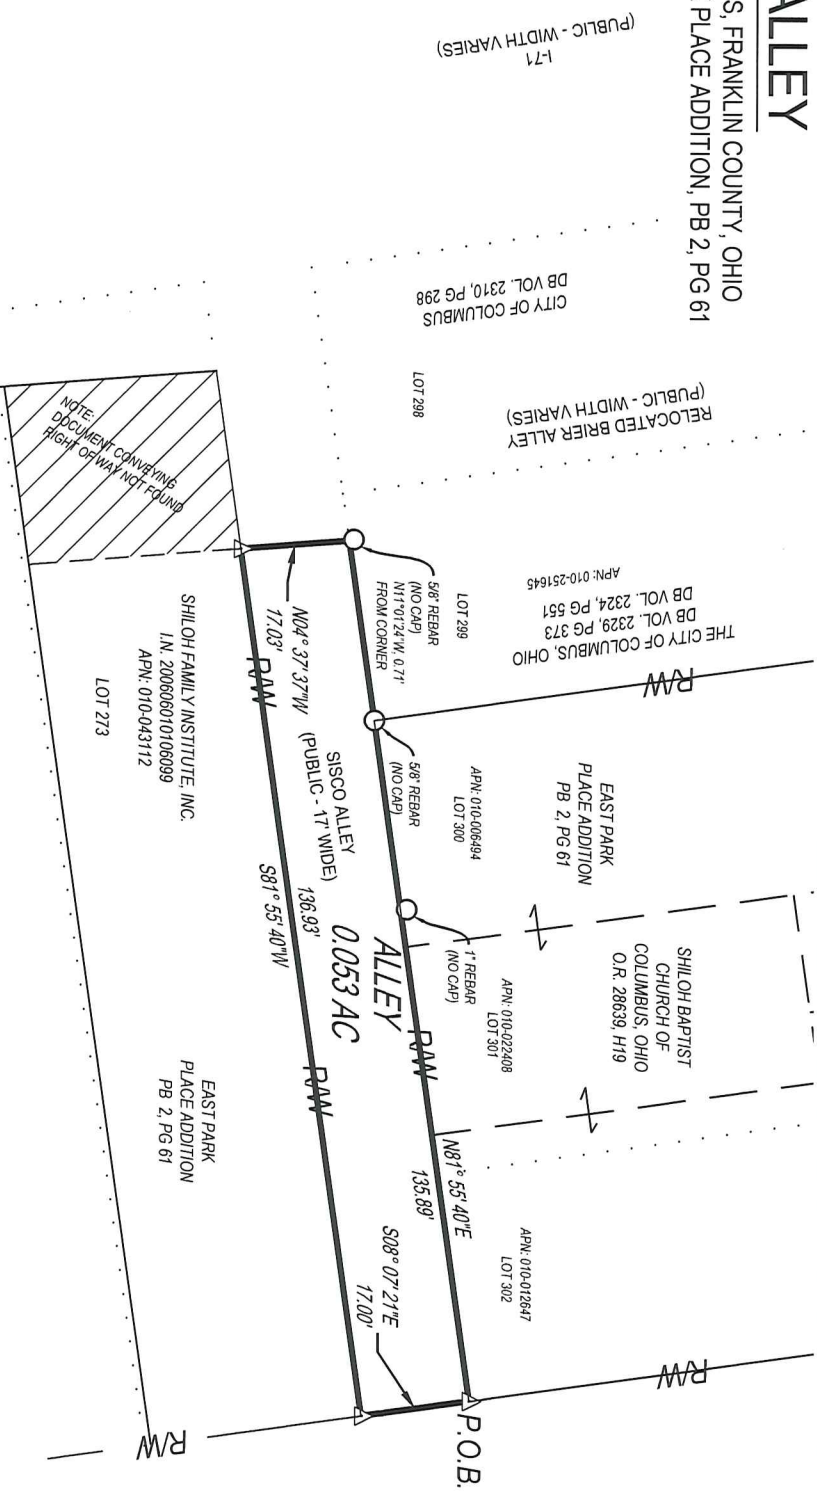 ALLEY
S, FRANKLIN COUNTY, OHIO
PLACE ADDITION, PB 2, PG 61
I-71
(PUBLIC - WIDTH VARIES)
CITY OF COLUMBUS
DB VOL. 2310, PG 298
LOT 298
RELOCATED BRIER ALLEY
(PUBLIC - WIDTH VARIES)
THE CITY OF COLUMBUS, OHIO
DB VOL. 2329, PG 373
DB VOL. 2324, PG 551
APN: 010-251645
LOT 299
5/8" REBAR
(NO CAP)
N11°01'24"W, 0.71'
FROM CORNER
R/W
5/8" REBAR
(NO CAP)
APN: 010-006494
LOT 300
EAST PARK
PLACE ADDITION
PB 2, PG 61
1" REBAR
(NO CAP)
APN: 010-022408
LOT 301
SHILOH BAPTIST
CHURCH OF
COLUMBUS, OHIO
O.R. 28639, H19
APN: 010-012647
LOT 302
R/W
NOTE:
DOCUMENT CONVEYING
RIGHT OF WAY NOT FOUND
N04° 37' 37"W
17.03'
R/W
SISCO ALLEY
(PUBLIC - 17' WIDE)
136.93'
S81° 55' 40"W
ALLEY
0.053 AC
R/W
R/W
N81° 55' 40"E
135.89'
S08° 07' 21"E
17.00'
P.O.B.
SHILOH FAMILY INSTITUTE, INC.
I.N. 200606010106099
APN: 010-043112
LOT 273
EAST PARK
PLACE ADDITION
PB 2, PG 61
R/W